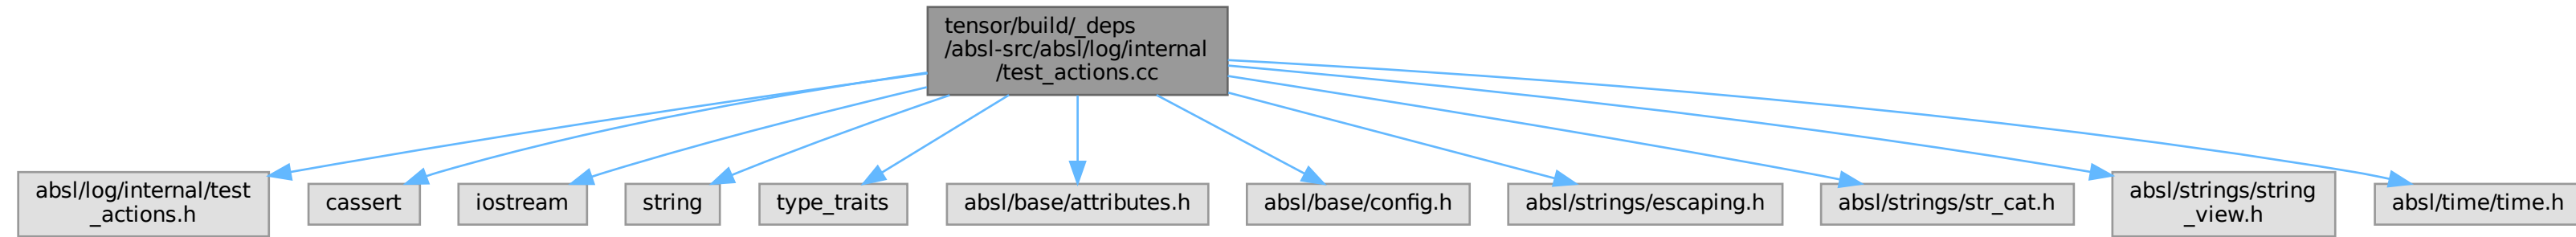 tensor/build/_deps
/absl-src/absl/log/internal
/test_actions.cc
absl/log/internal/test
_actions.h
cassert
iostream
string
type_traits
absl/base/attributes.h
absl/base/config.h
absl/strings/escaping.h
absl/strings/str_cat.h
absl/strings/string
_view.h
absl/time/time.h